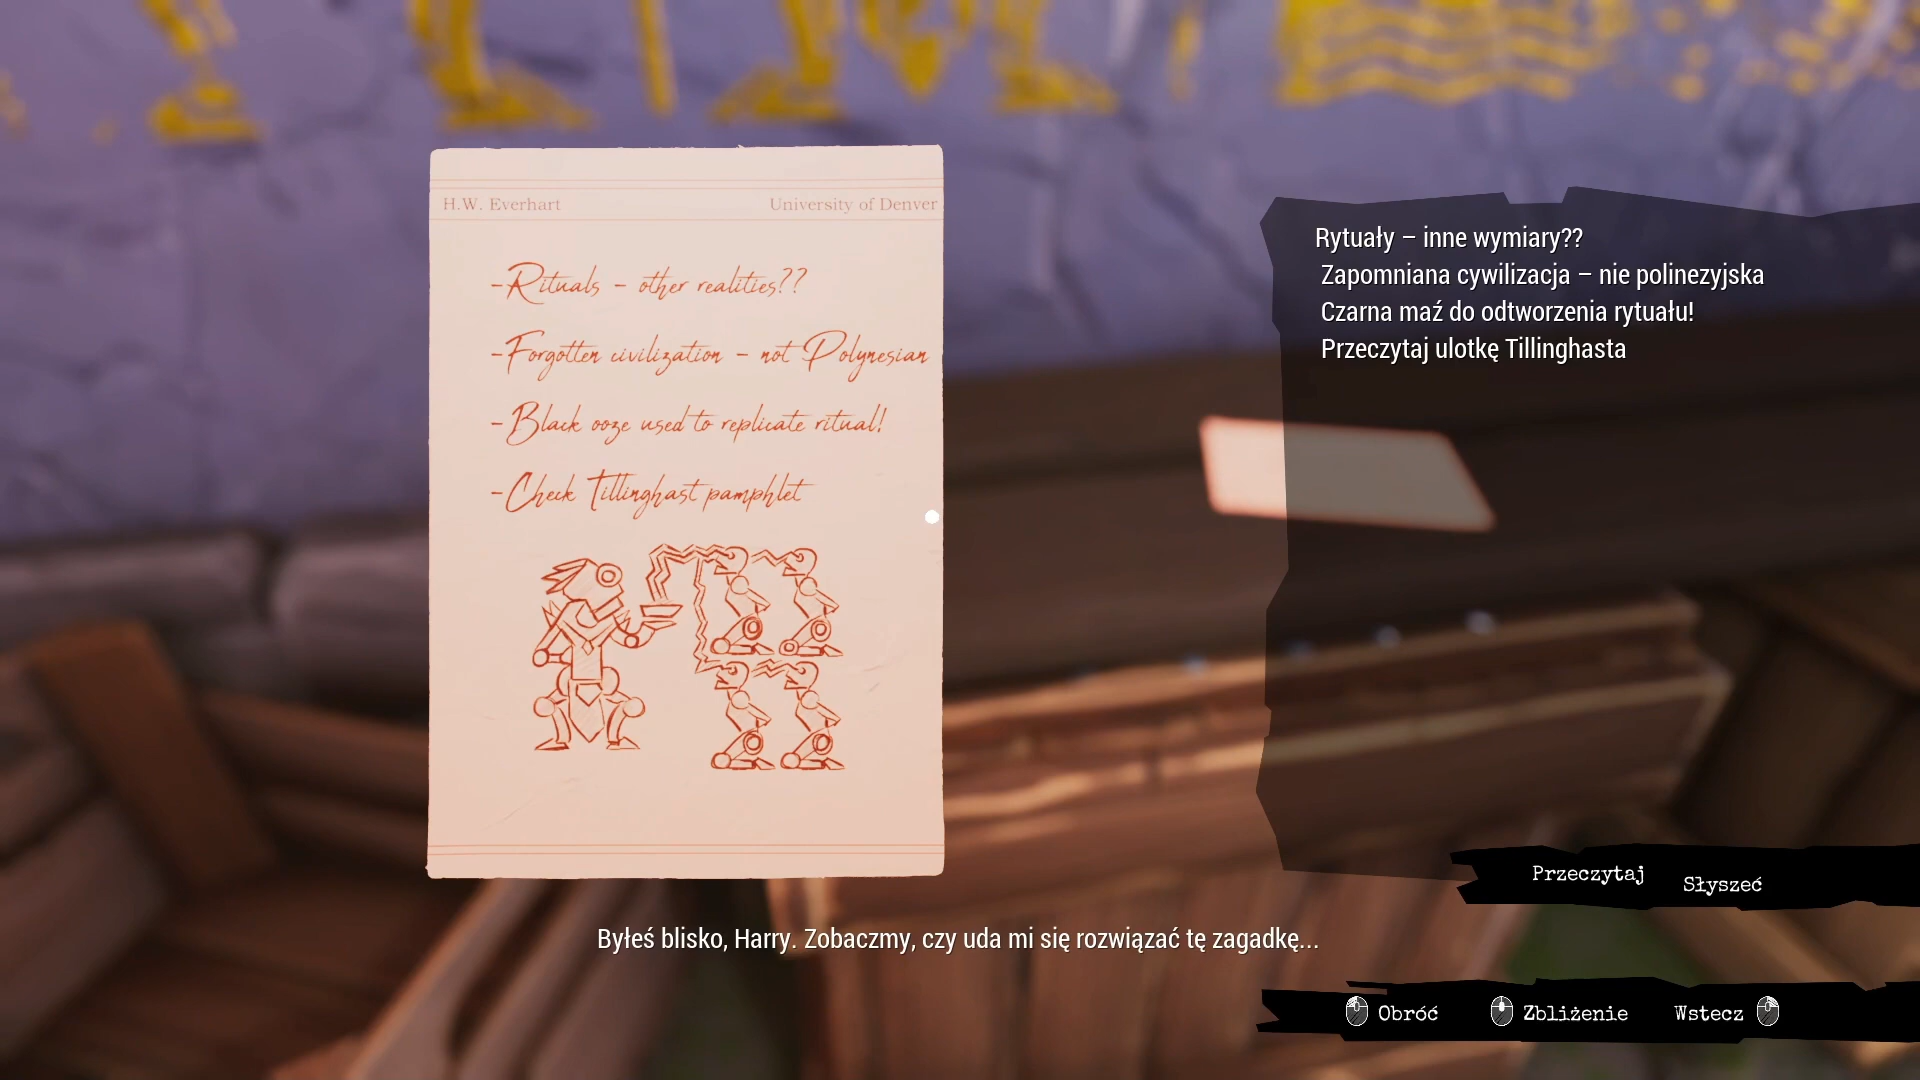 H.W. Everhart University of Denver
-Rituals - other realities??
-Forgotten civilization - not Polynesian
-Black ooze used to replicate ritual!
-Check Tillinghast pamphlet
Rytuały – inne wymiary??
Zapomniana cywilizacja – nie polinezyjska
Czarna maź do odtworzenia rytuału!
Przeczytaj ulotkę Tillinghasta
Przeczytaj Słyszeć
Byłeś blisko, Harry. Zobaczmy, czy uda mi się rozwiązać tę zagadkę...
Obróć Zbliżenie Wstecz